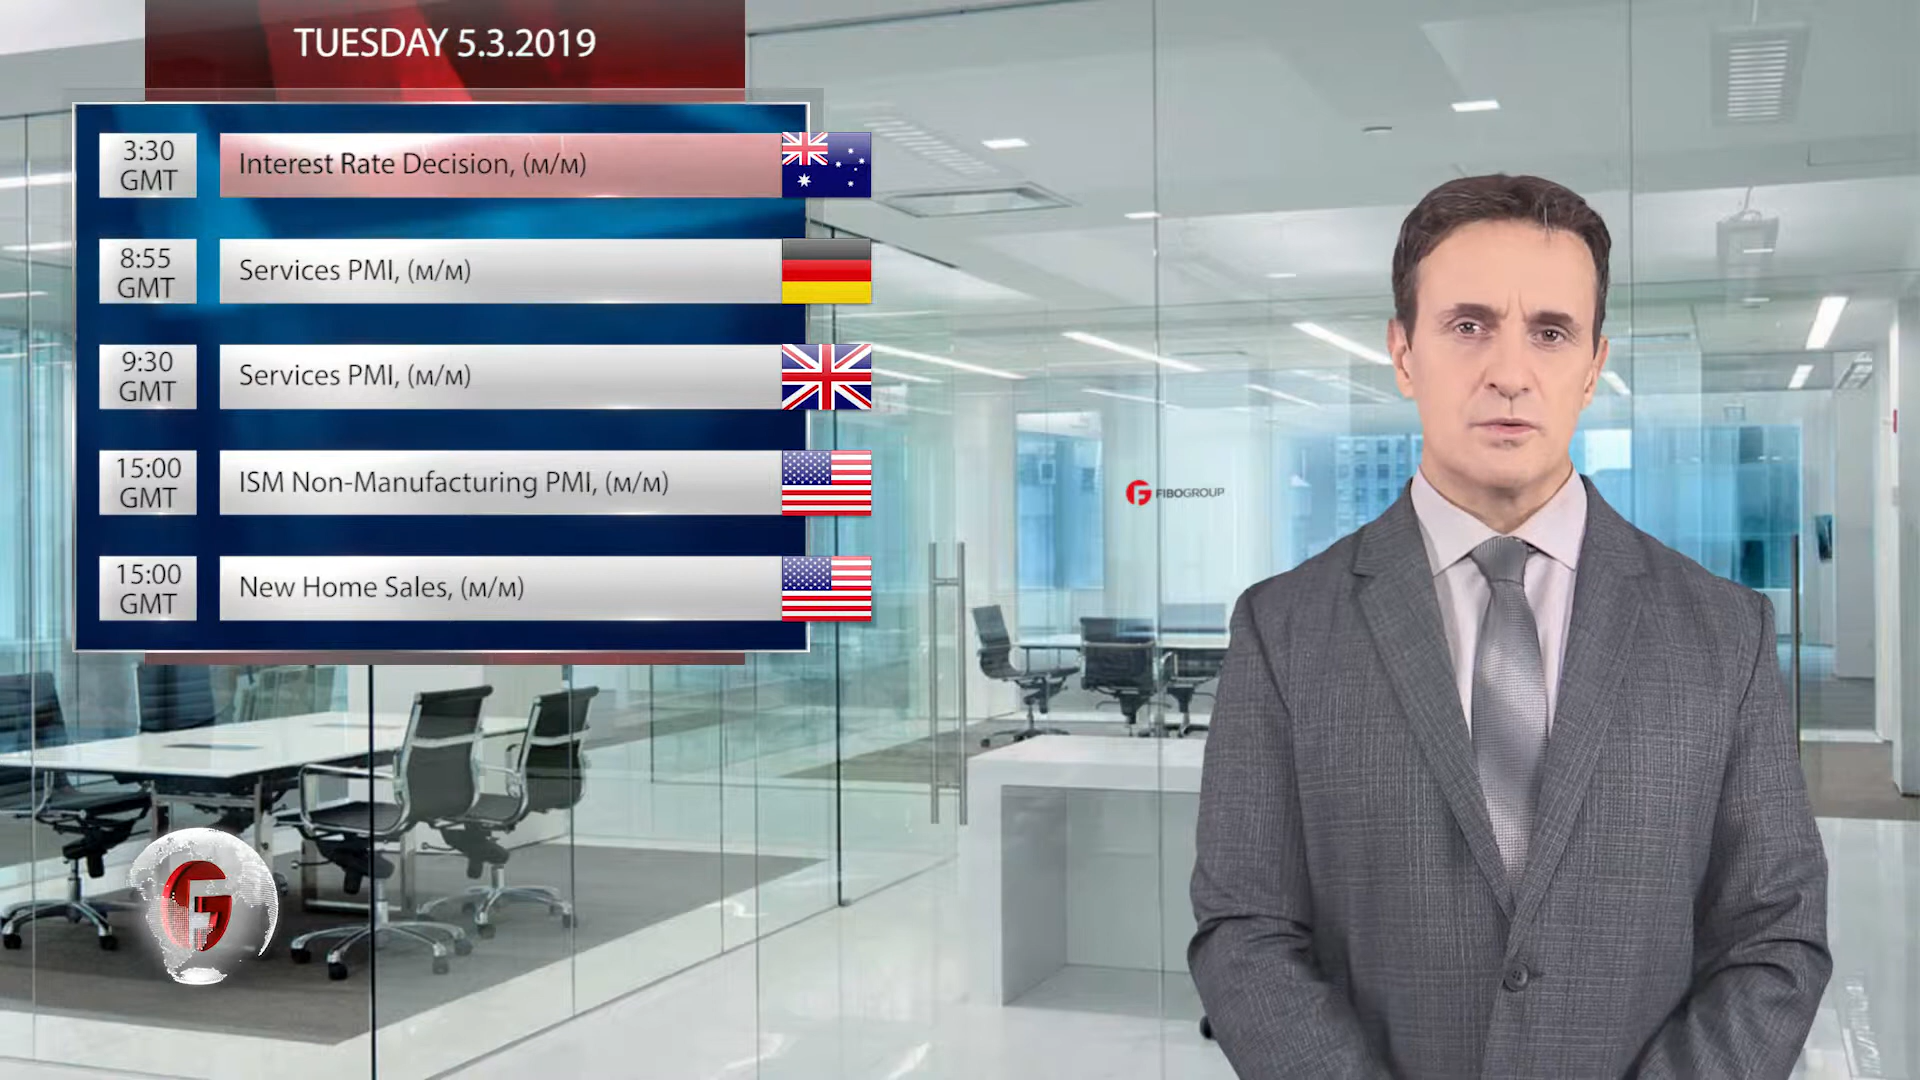 TUESDAY 5.3.2019
3:30
GMT
Interest Rate Decision, (м/м)
8:55
GMT
Services PMI, (м/м)
9:30
GMT
Services PMI, (м/м)
15:00
GMT
ISM Non-Manufacturing PMI, (м/м)
15:00
GMT
New Home Sales, (м/м)
FIBOGROUP